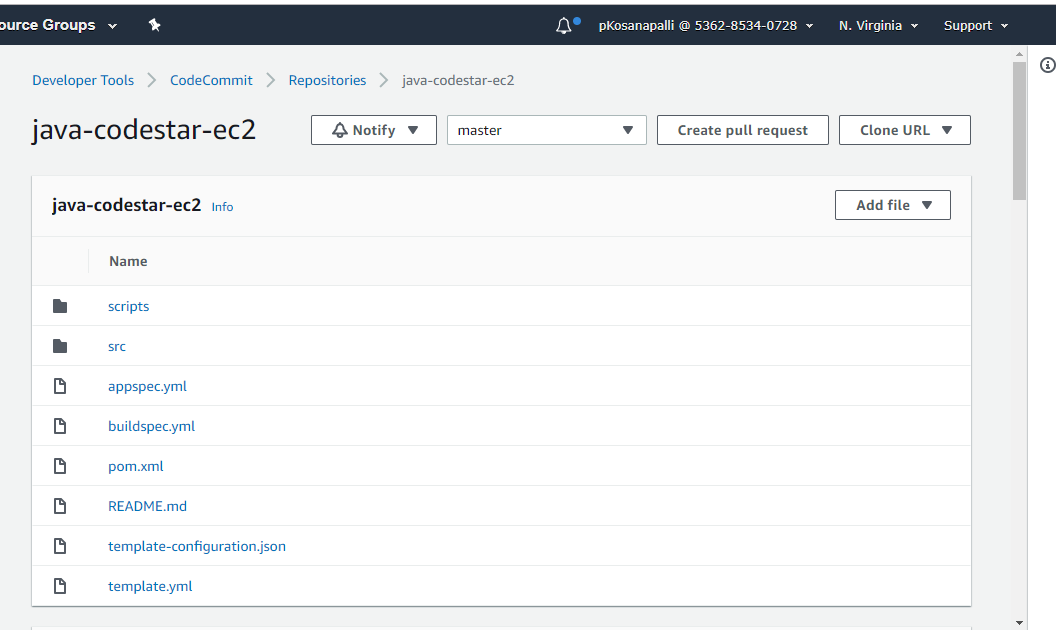 Groups
pKosanapalli @ 5362-8534-0728
N. Virginia
Support
Developer Tools
CodeCommit
Repositories
java-codestar-ec2
java-codestar-ec2
Notify
master
Create pull request
Clone URL
java-codestar-ec2 Info
Add file
Name
scripts
src
appspec.yml
buildspec.yml
pom.xml
README.md
template-configuration.json
template.yml